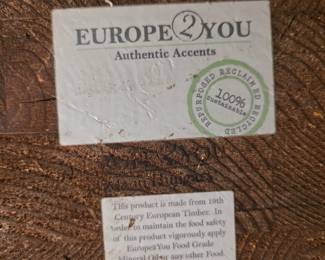 EUROPE2YOU
Authentic Accents
REPURPOSED RECLAIMED RECYCLED
100%
Sustainable
This product is made from 19th
Century European Timber. In
order to maintain the food safety
of this product vigorously apply
Europe2You Food Grade
Mineral Oil or any other Food